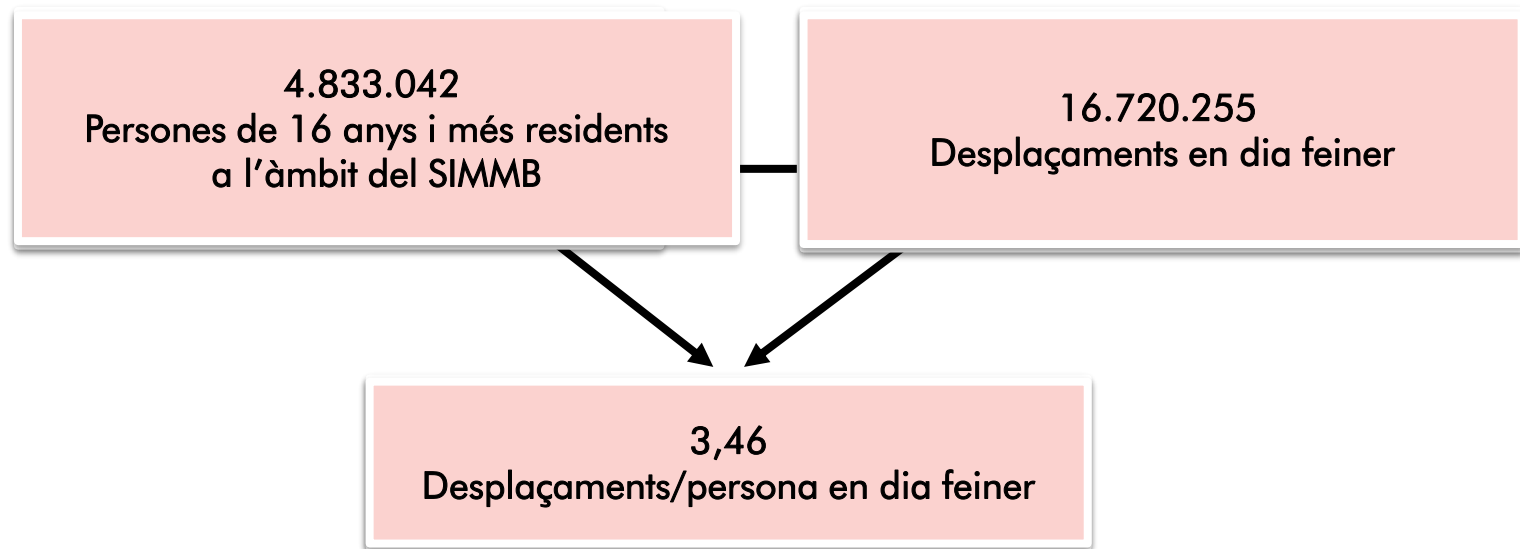 4.833.042
Persones de 16 anys i més residents
a l’àmbit del SIMMB
16.720.255
Desplaçaments en dia feiner
3,46
Desplaçaments/persona en dia feiner